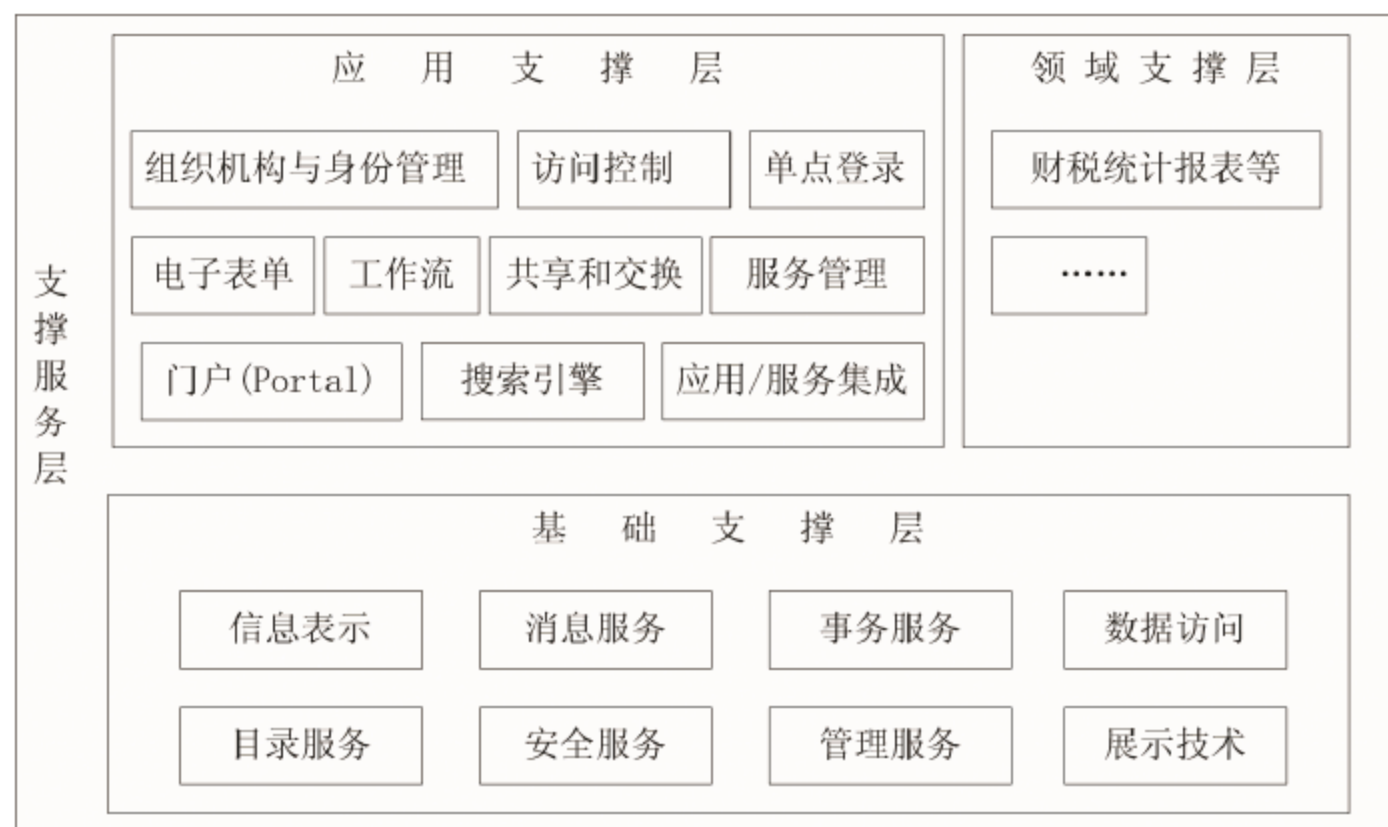 支撑服务层
应用支撑层
组织机构与身份管理
访问控制
单点登录
电子表单
工作流
共享和交换
服务管理
门户(Portal)
搜索引擎
应用/服务集成
领域支撑层
财税统计报表等
……
基础支撑层
信息表示
消息服务
事务服务
数据访问
目录服务
安全服务
管理服务
展示技术